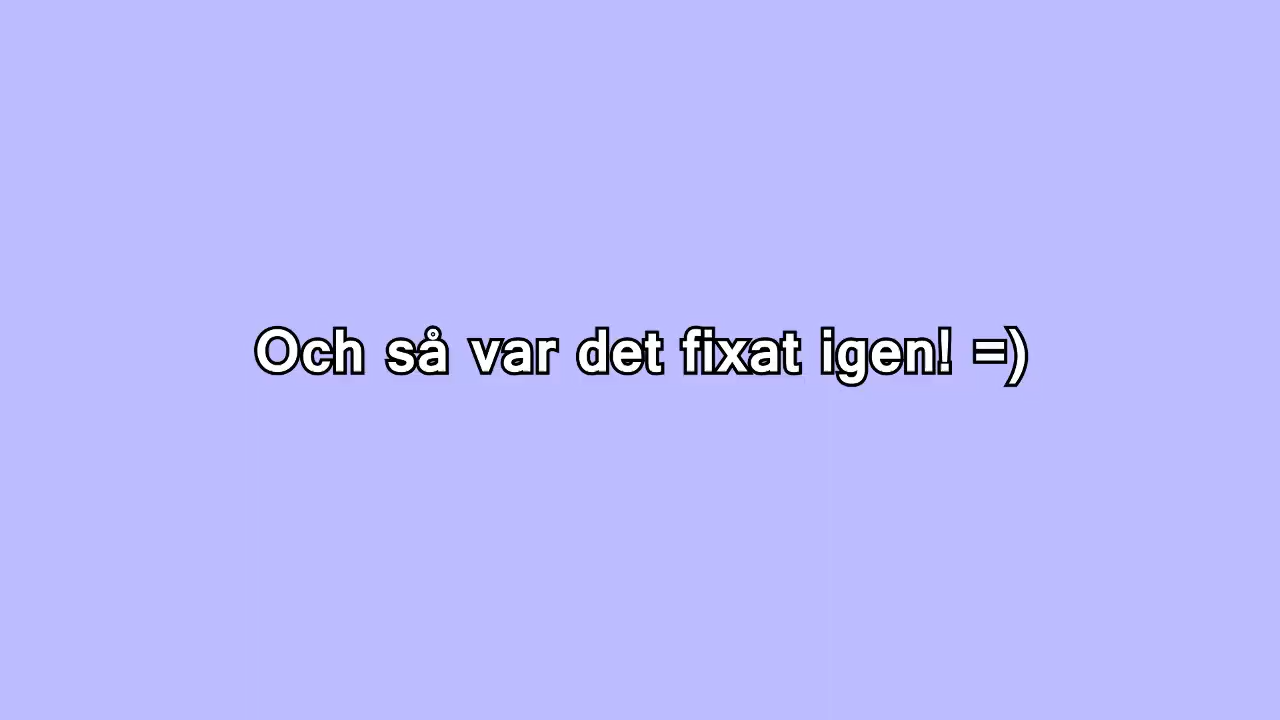 Och så var det fixat igen! =)